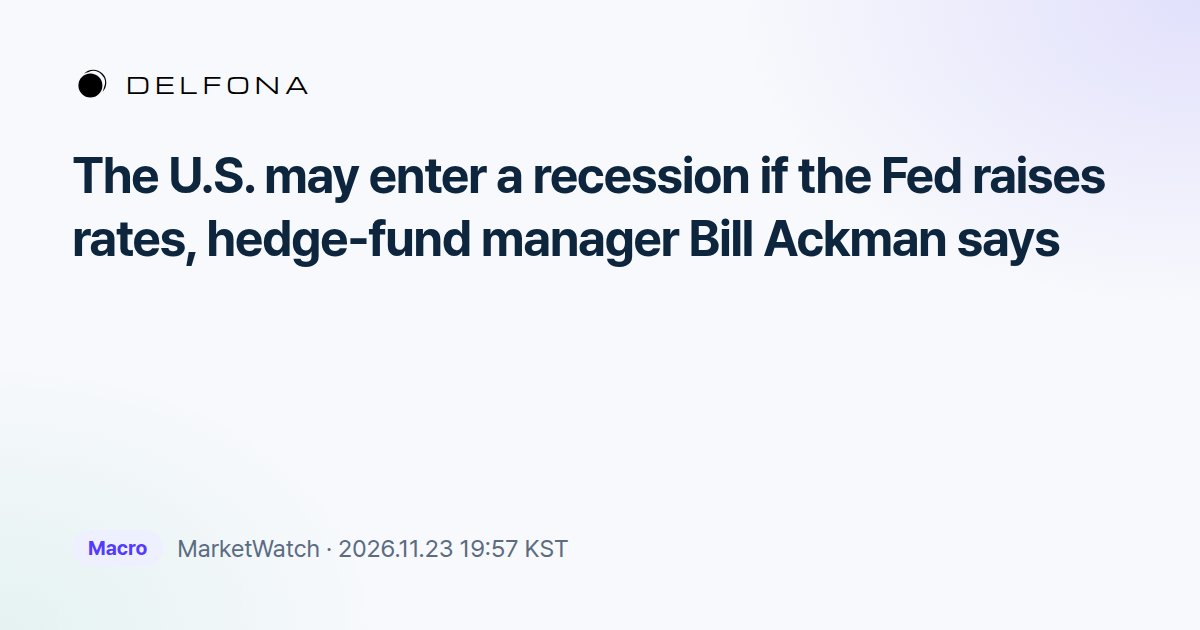 DELFONA
The U.S. may enter a recession if the Fed raises
rates, hedge-fund manager Bill Ackman says
Macro MarketWatch · 2026.11.23 19:57 KST